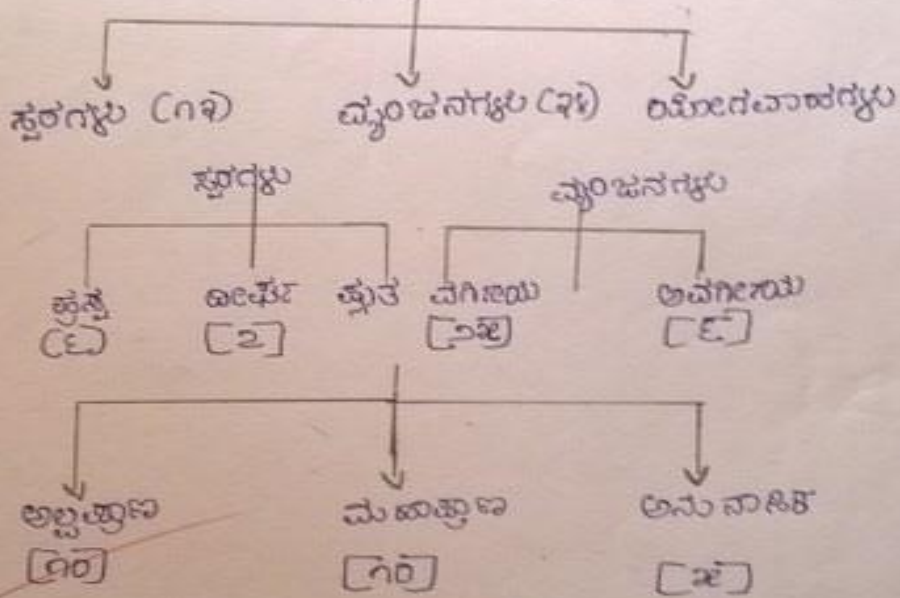 ಸ್ವರಗಳು (೧೩) ವ್ಯಂಜನಗಳು (೩೪) ಯೋಗವಾಹಗಳು
ಸ್ವರಗಳು ವ್ಯಂಜನಗಳು
ಹ್ರಸ್ವ ದೀರ್ಘ ಪ್ಲುತ ವರ್ಗೀಯ ಅವರ್ಗೀಯ
(೬) [೭] [೨೫] [೯]
ಅಲ್ಪಪ್ರಾಣ ಮಹಾಪ್ರಾಣ ಅನುನಾಸಿಕ
[೧೦] [೧೦] [೫]